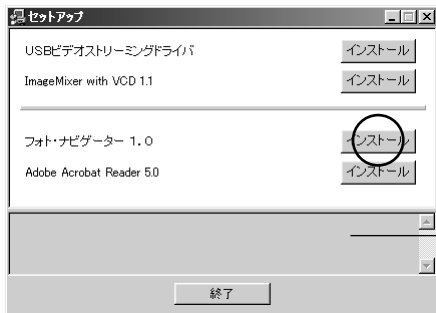 セットアップ
USBビデオストリーミングドライバ インストール
ImageMixer with VCD 1.1 インストール
フォト・ナビゲーター 1.0 インストール
Adobe Acrobat Reader 5.0 インストール
終了